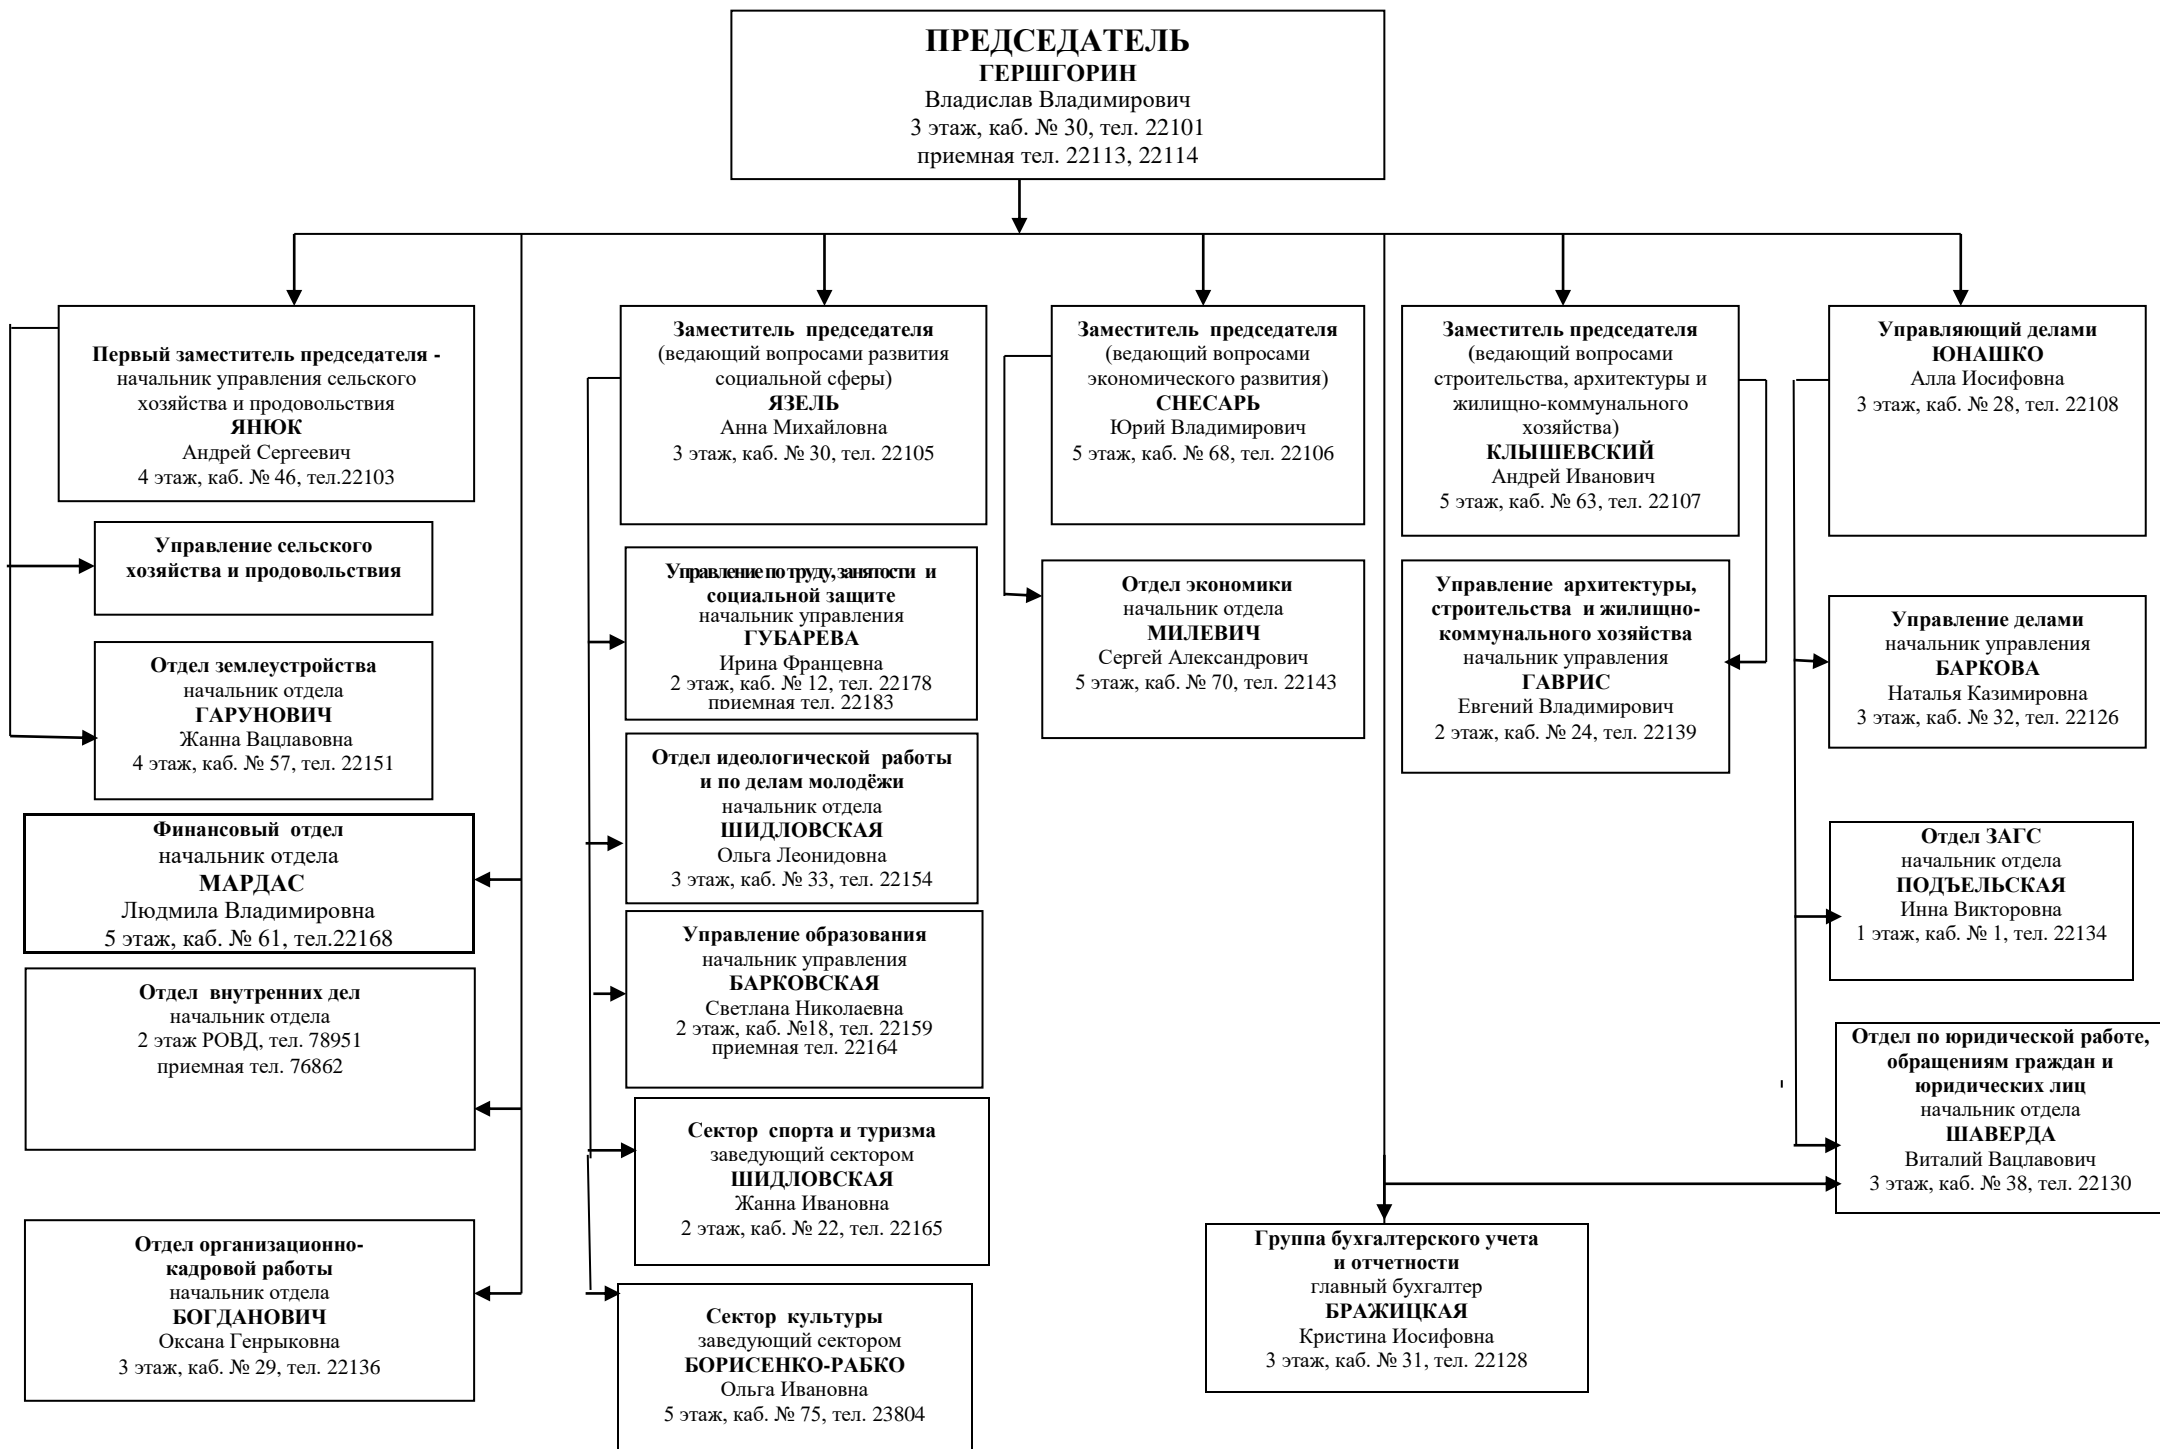 ПРЕДСЕДАТЕЛЬ
ГЕРШГОРИН
Владислав Владимирович
3 этаж, каб. № 30, тел. 22101
приемная тел. 22113, 22114
Первый заместитель председателя -
начальник управления сельского
хозяйства и продовольствия
ЯНЮК
Андрей Сергеевич
4 этаж, каб. № 46, тел.22103
Заместитель председателя
(ведающий вопросами развития
социальной сферы)
ЯЗЕЛЬ
Анна Михайловна
3 этаж, каб. № 30, тел. 22105
Заместитель председателя
(ведающий вопросами
экономического развития)
СНЕСАРЬ
Юрий Владимирович
5 этаж, каб. № 68, тел. 22106
Заместитель председателя
(ведающий вопросами
строительства, архитектуры и
жилищно-коммунального
хозяйства)
КЛЫШЕВСКИЙ
Андрей Иванович
5 этаж, каб. № 63, тел. 22107
Управляющий делами
ЮНАШКО
Алла Иосифовна
3 этаж, каб. № 28, тел. 22108
Управление сельского
хозяйства и продовольствия
Отдел землеустройства
начальник отдела
ГАРУНОВИЧ
Жанна Вацлавовна
4 этаж, каб. № 57, тел. 22151
Финансовый отдел
начальник отдела
МАРДАС
Людмила Владимировна
5 этаж, каб. № 61, тел.22168
Отдел внутренних дел
начальник отдела
2 этаж РОВД, тел. 78951
приемная тел. 76862
Отдел организационно-
кадровой работы
начальник отдела
БОГДАНОВИЧ
Оксана Генрыковна
3 этаж, каб. № 29, тел. 22136
Управление по труду, занятости и
социальной защите
начальник управления
ГУБАРЕВА
Ирина Францевна
2 этаж, каб. № 12, тел. 22178
приемная тел. 22183
Отдел идеологической работы
и по делам молодёжи
начальник отдела
ШИДЛОВСКАЯ
Ольга Леонидовна
3 этаж, каб. № 33, тел. 22154
Управление образования
начальник управления
БАРКОВСКАЯ
Светлана Николаевна
2 этаж, каб. №18, тел. 22159
приемная тел. 22164
Сектор спорта и туризма
заведующий сектором
ШИДЛОВСКАЯ
Жанна Ивановна
2 этаж, каб. № 22, тел. 22165
Сектор культуры
заведующий сектором
БОРИСЕНКО-РАБКО
Ольга Ивановна
5 этаж, каб. № 75, тел. 23804
Отдел экономики
начальник отдела
МИЛЕВИЧ
Сергей Александрович
5 этаж, каб. № 70, тел. 22143
Управление архитектуры,
строительства и жилищно-
коммунального хозяйства
начальник управления
ГАВРИС
Евгений Владимирович
2 этаж, каб. № 24, тел. 22139
Группа бухгалтерского учета
и отчетности
главный бухгалтер
БРАЖИЦКАЯ
Кристина Иосифовна
3 этаж, каб. № 31, тел. 22128
Управление делами
начальник управления
БАРКОВА
Наталья Казимировна
3 этаж, каб. № 32, тел. 22126
Отдел ЗАГС
начальник отдела
ПОДЪЕЛЬСКАЯ
Инна Викторовна
1 этаж, каб. № 1, тел. 22134
Отдел по юридической работе,
обращениям граждан и
юридических лиц
начальник отдела
ШАВЕРДА
Виталий Вацлавович
3 этаж, каб. № 38, тел. 22130